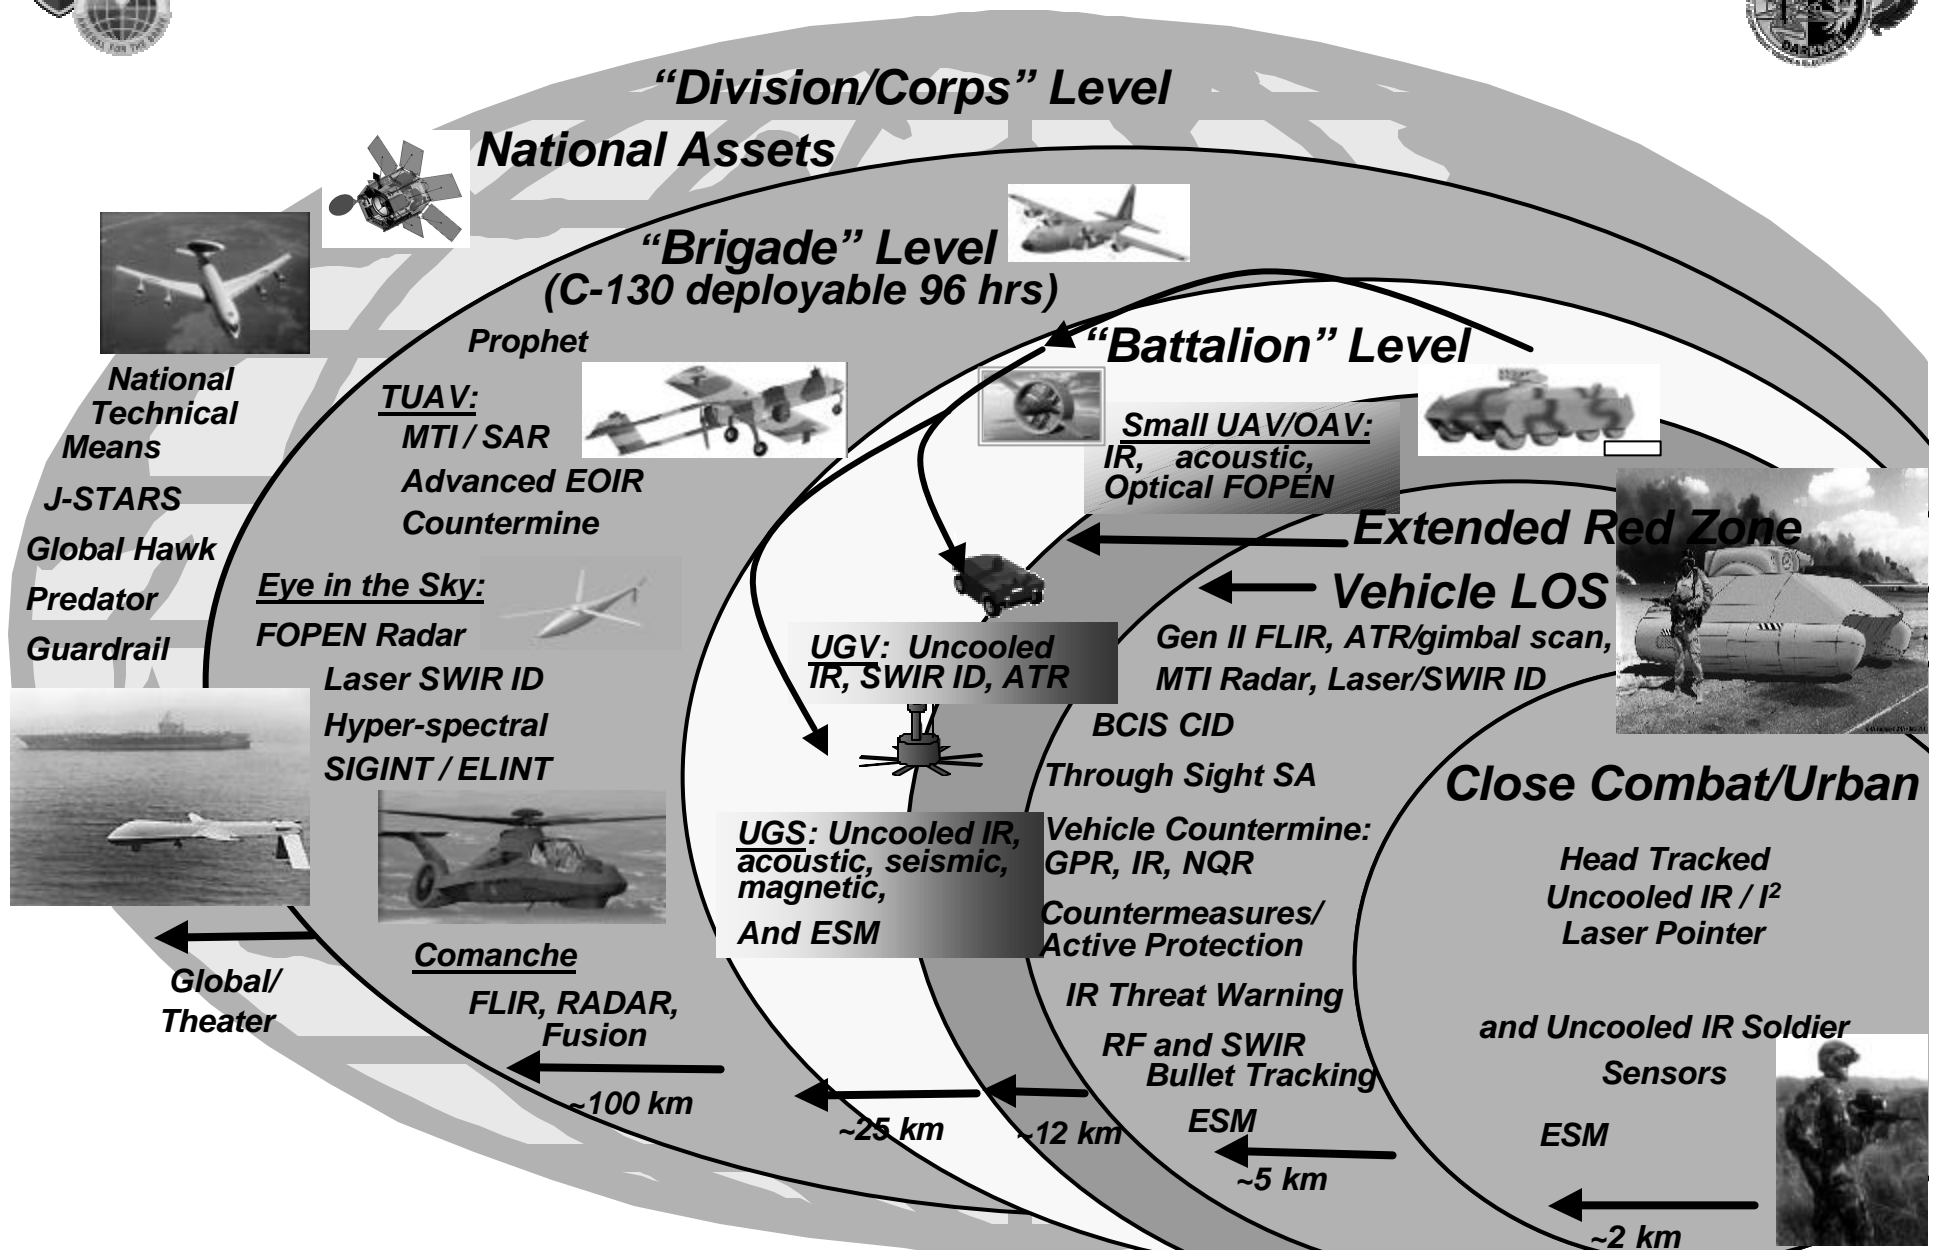 “Division/Corps” Level
National Assets
“Brigade” Level
(C-130 deployable 96 hrs)
“Battalion” Level
National
Technical
Means
J-STARS
Global Hawk
Predator
Guardrail
Global/
Theater
Prophet
TUAV:
MTI / SAR
Advanced EOIR
Countermine
Eye in the Sky:
FOPEN Radar
Laser SWIR ID
Hyper-spectral
SIGINT / ELINT
Comanche
FLIR, RADAR,
Fusion
~100 km
Small UAV/OAV:
IR, acoustic,
Optical FOPEN
UGV: Uncooled
IR, SWIR ID, ATR
UGS: Uncooled IR,
acoustic, seismic,
magnetic,
And ESM
~25 km
~12 km
Extended Red Zone
Vehicle LOS
Gen II FLIR, ATR/gimbal scan,
MTI Radar, Laser/SWIR ID
BCIS CID
Through Sight SA
Vehicle Countermine:
GPR, IR, NQR
Countermeasures/
Active Protection
IR Threat Warning
RF and SWIR
Bullet Tracking
ESM
~5 km
Close Combat/Urban
Head Tracked
Uncooled IR / I²
Laser Pointer
and Uncooled IR Soldier
Sensors
ESM
~2 km
DARKNESS